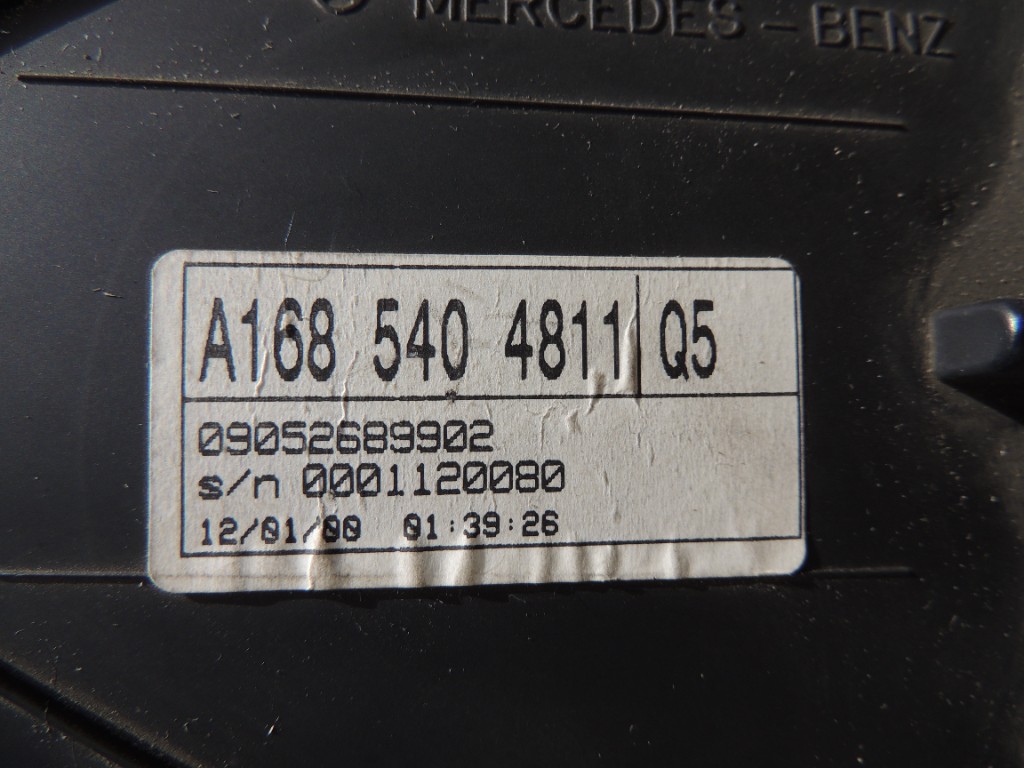 MERCEDES - BENZ
A168 540 4811 Q5
09052689902
s/n 0001120080
12/01/00 01:39:26